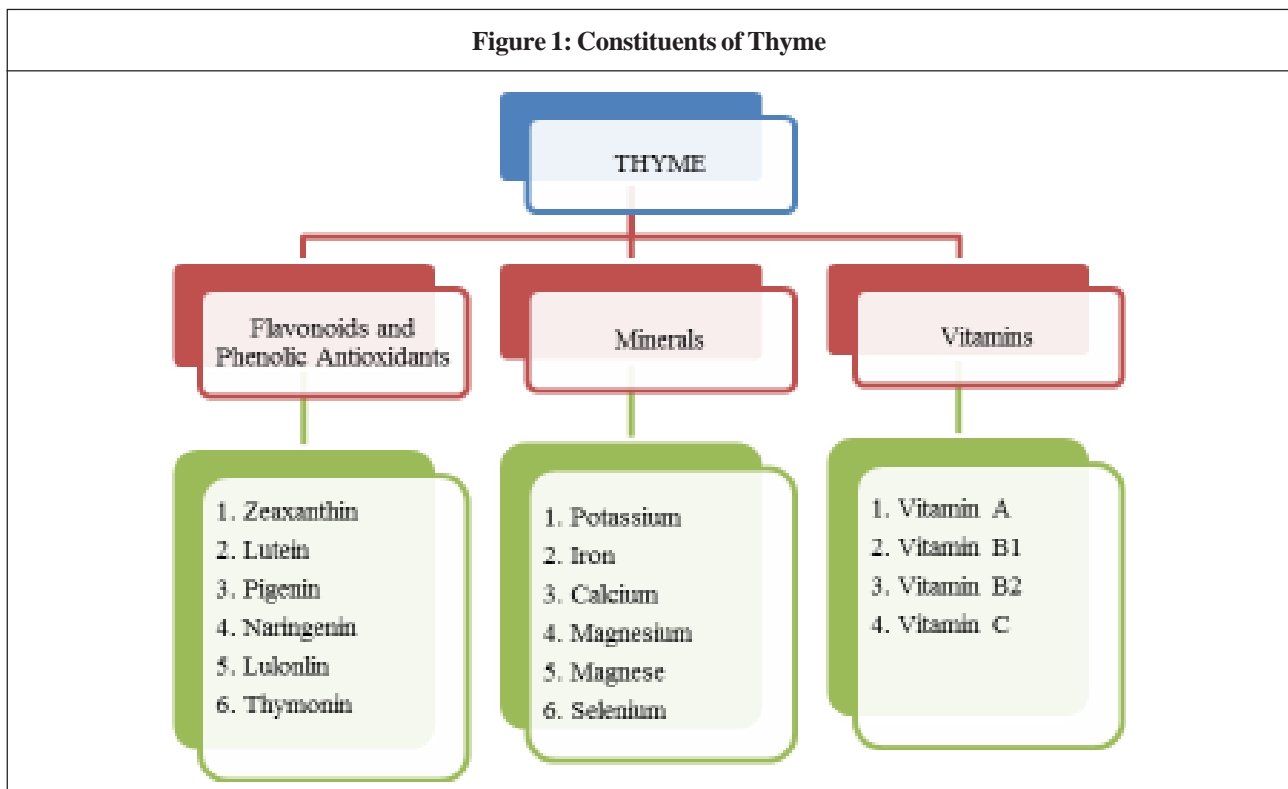 Figure 1: Constituents of Thyme
THYME
Flavonoids and
Phenolic Antioxidants
Minerals
Vitamins
1. Zeaxanthin
2. Lutein
3. Pigenin
4. Naringenin
5. Lulonlin
6. Thymonin
1. Potassium
2. Iron
3. Calcium
4. Magnesium
5. Magnese
6. Selenium
1. Vitamin A
2. Vitamin B1
3. Vitamin B2
4. Vitamin C